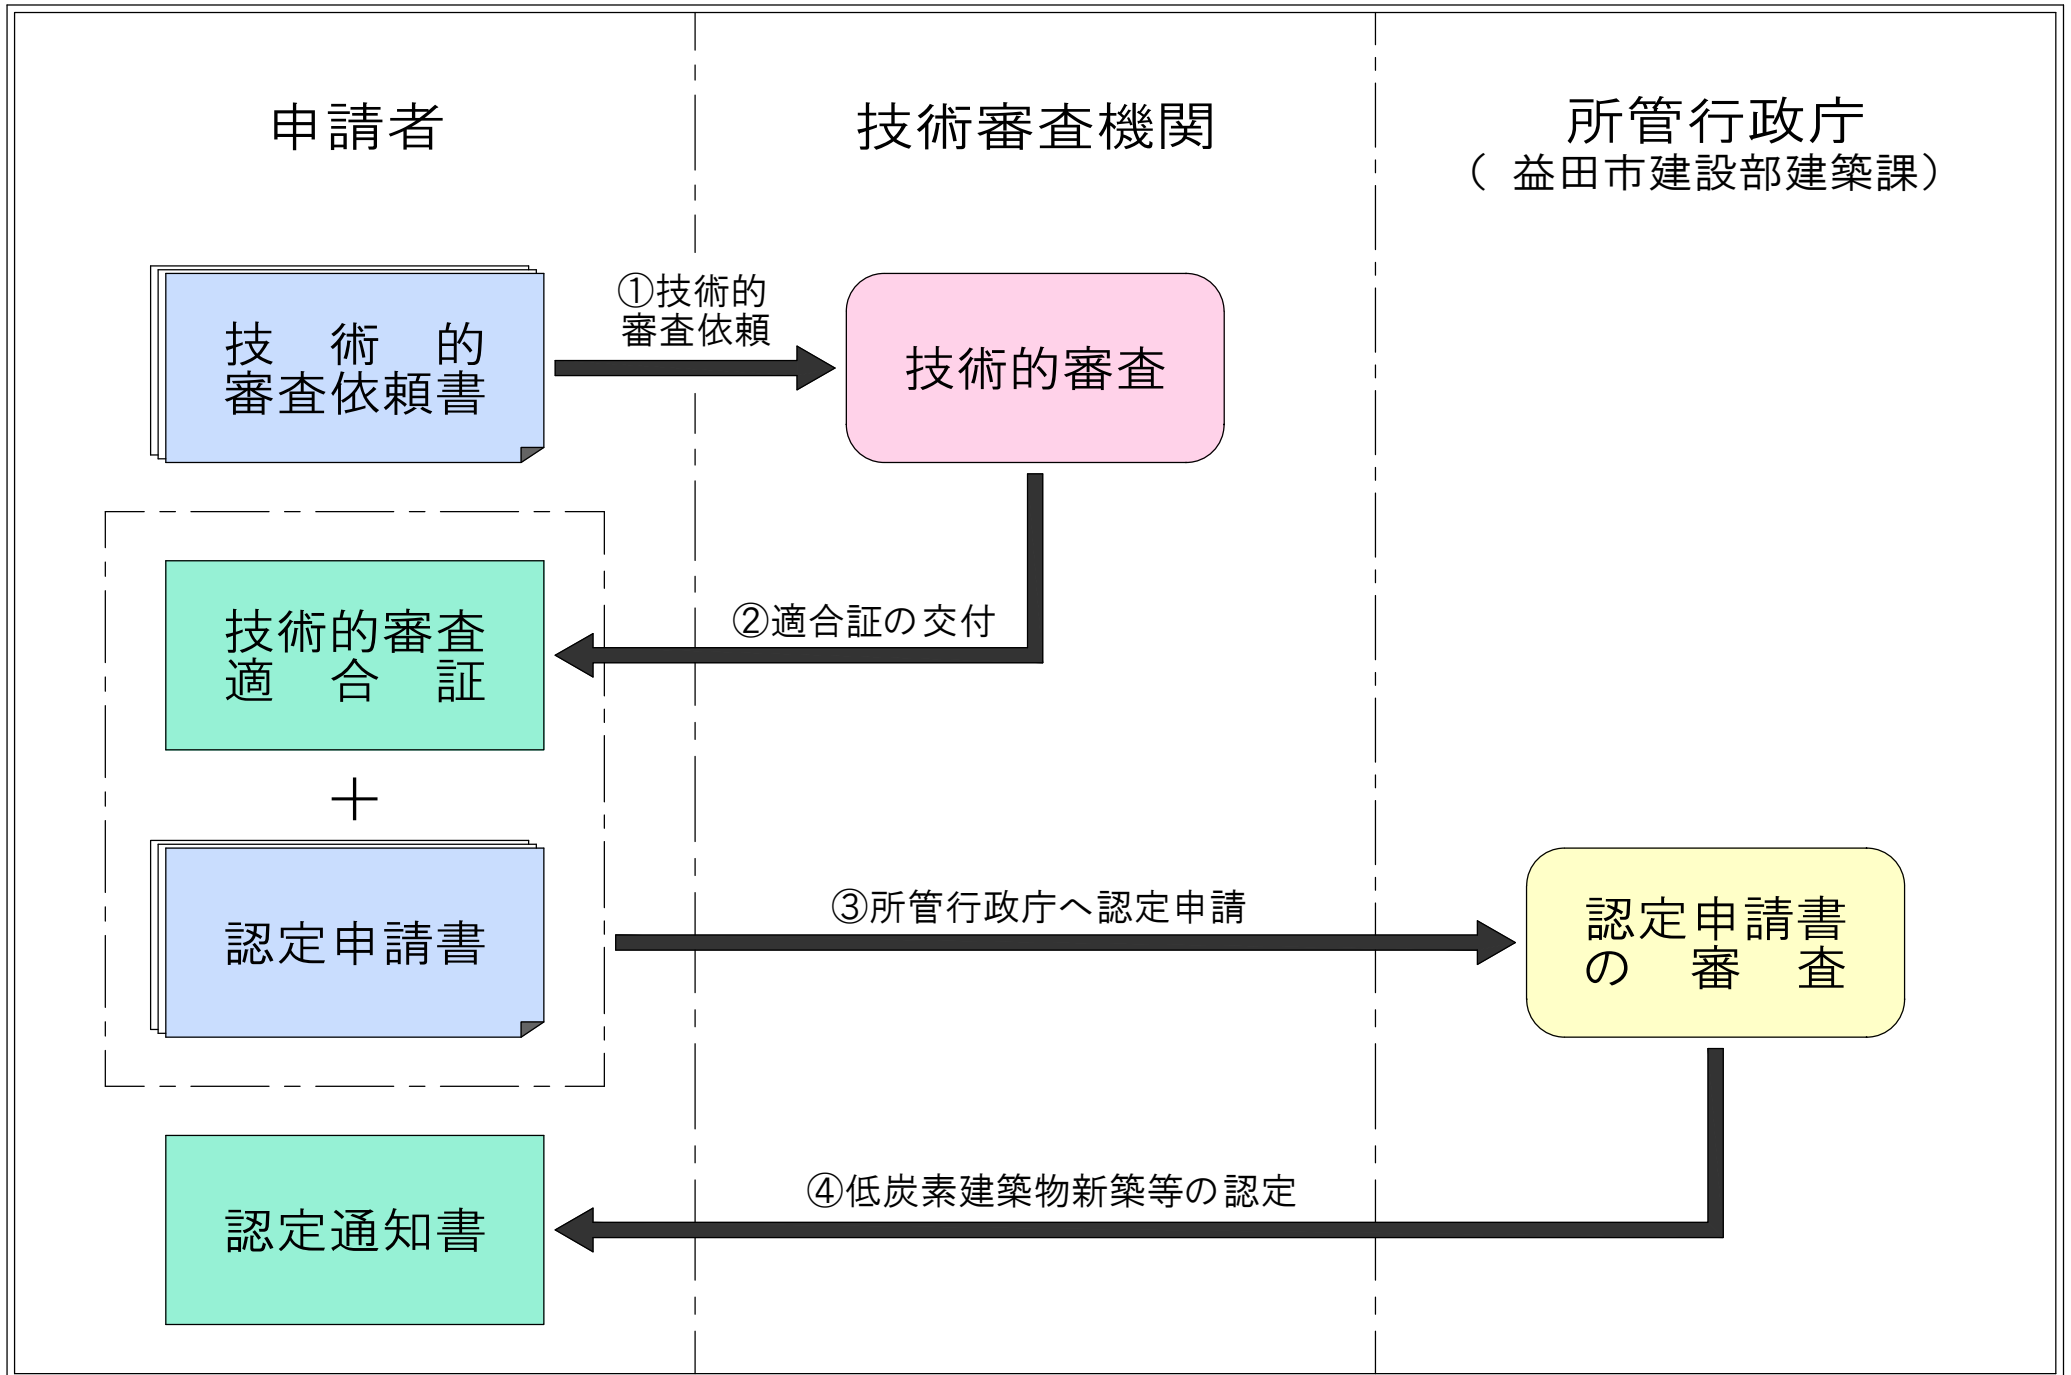 申請者
技術審査機関
所管行政庁
（ 益田市建設部建築課）
技　術　的
審査依頼書
①技術的
審査依頼
技術的審査
技術的審査
適　合　証
②適合証の交付
＋
認定申請書
③所管行政庁へ認定申請
認定申請書
の　審　査
認定通知書
④低炭素建築物新築等の認定